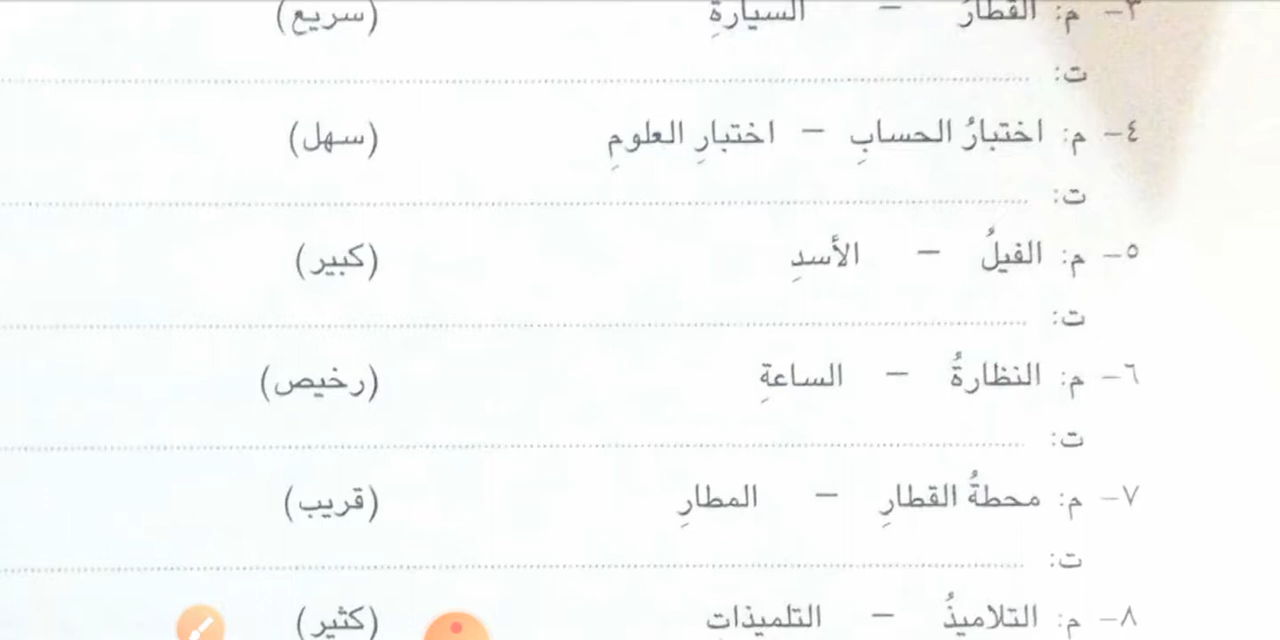 ٣- م: القطارُ – السيارةِ (سريع)
ت: ........................................
٤- م: اختبارُ الحسابِ – اختبارِ العلومِ (سهل)
ت: ........................................
٥- م: الفيلُ – الأسدِ (كبير)
ت: ........................................
٦- م: النظارةُ – الساعةِ (رخيص)
ت: ........................................
٧- م: محطةُ القطارِ – المطارِ (قريب)
ت: ........................................
٨- م: التلاميذُ – التلميذاتِ (كثير)